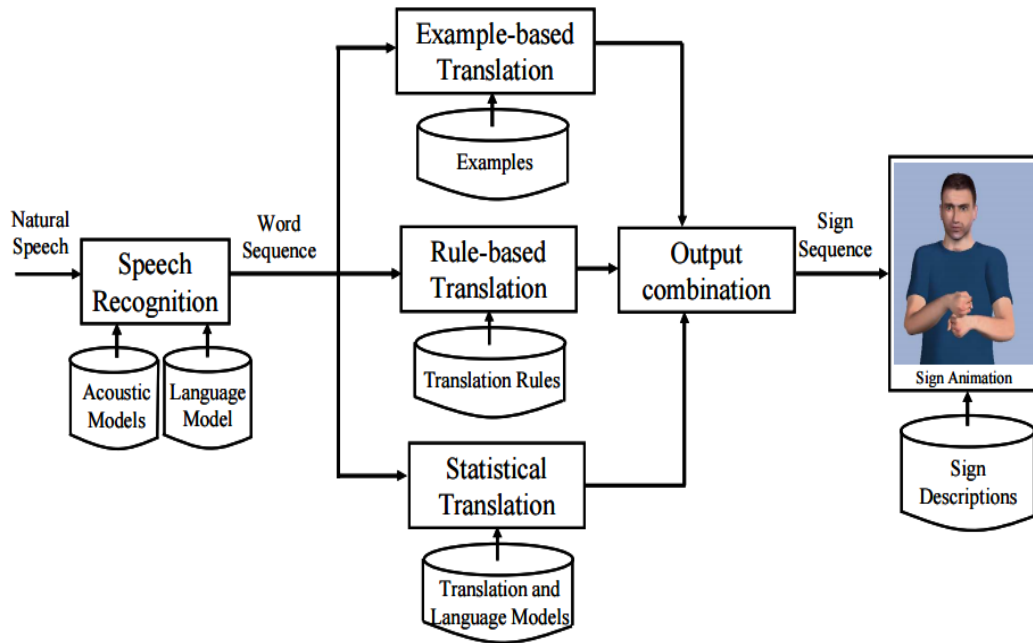 Example-based
Translation
Examples
Natural
Speech
Word
Sequence
Sign
Sequence
Speech
Recognition
Rule-based
Translation
Output
combination
Acoustic
Models
Language
Model
Translation Rules
Sign Animation
Statistical
Translation
Sign
Descriptions
Translation and
Language Models